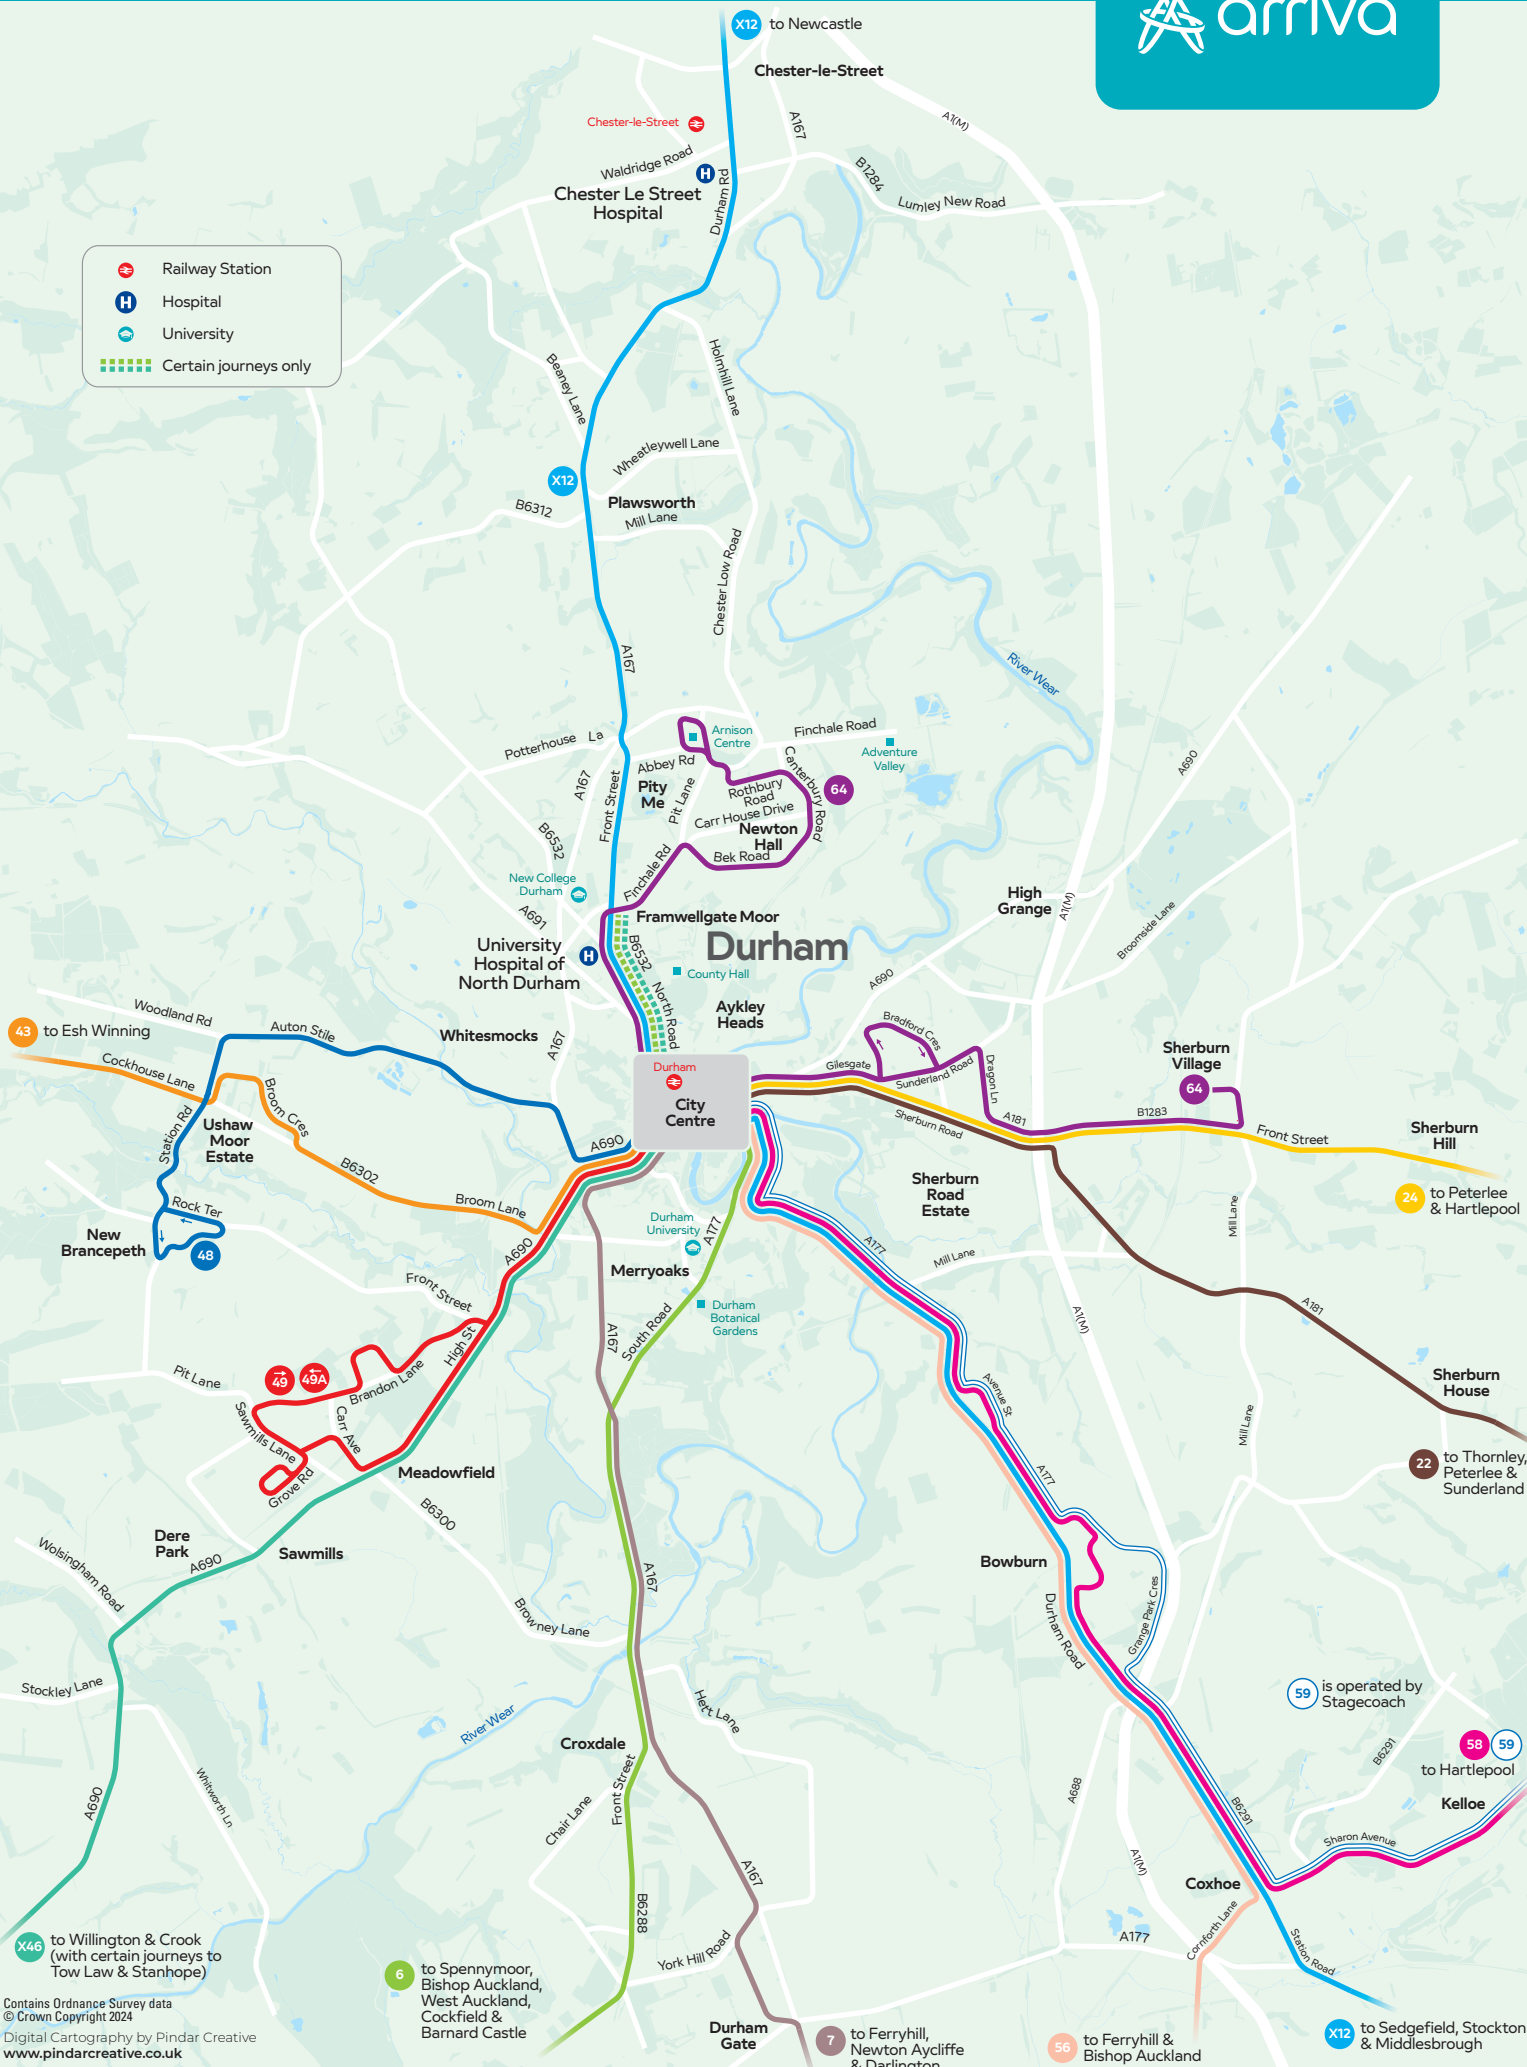 arriva
X12 to Newcastle
Chester-le-Street
A1(M)
Chester-le-Street
A167
Waldridge Road
B1284
H
Chester Le Street
Hospital
Durham Rd
Lumley New Road
Railway Station
H Hospital
University
Certain journeys only
Holmhill Lane
Beaney Lane
Wheatleywell Lane
X12
Plawsworth
B6312
Mill Lane
Chester Low Road
A167
River Wear
Potterhouse La
Arnison
Centre
Finchale Road
Adventure
Valley
A690
Abbey Rd
A167
Front Street
Pity
Me
Pit Lane
Rothbury
Road
Canterbury Road
64
Carr House Drive
Newton
Hall
B6532
Bek Road
Finchale Rd
New College
Durham
A691
High
Grange
A1(M)
Broomside Lane
Framwellgate Moor
Durham
University
Hospital of
North Durham
H
B6532
County Hall
A690
North Road
Aykley
Heads
Woodland Rd
43 to Esh Winning
Auton Stile
Whitesmocks
A167
Bradford Cres
Cockhouse Lane
Durham
City
Centre
Gilesgate
Sunderland Road
Dragon Ln
Sherburn
Village
64
Broom Cres
Station Rd
Ushaw
Moor
Estate
A690
Sherburn Road
A181
B1283
Front Street
Sherburn
Hill
B6302
Broom Lane
Sherburn
Road
Estate
24 to Peterlee
& Hartlepool
Rock Ter
New
Brancepeth
48
Durham
University
A177
A177
Mill Lane
Mill Lane
A690
Merryoaks
Front Street
Durham
Botanical
Gardens
South Road
A167
A1(M)
A181
High St
Pit Lane
49
49A
Brandon Lane
Avenue St
Sherburn
House
Sawmills Lane
Carr Ave
Mill Lane
Grove Rd
Meadowfield
A177
22 to Thornley,
Peterlee &
Sunderland
B6300
Dere
Park
Sawmills
A690
Wolsingham Road
A167
Bowburn
Durham Road
Grange Park Cres
Browney Lane
Stockley Lane
59 is operated by
Stagecoach
River Wear
Hett Lane
Croxdale
58 59
to Hartlepool
B6291
Whitworth Ln
A690
Front Street
Chair Lane
A688
B6291
Kelloe
Sharon Avenue
A167
A1(M)
Coxhoe
B6288
Cornforth Lane
A177
Station Road
York Hill Road
X46 to Willington & Crook
(with certain journeys to
Tow Law & Stanhope)
6 to Spennymoor,
Bishop Auckland,
West Auckland,
Cockfield &
Barnard Castle
Contains Ordnance Survey data
© Crown Copyright 2024
Digital Cartography by Pindar Creative
www.pindarcreative.co.uk
Durham
Gate
7 to Ferryhill,
Newton Aycliffe
& Darlington
56 to Ferryhill &
Bishop Auckland
X12 to Sedgefield, Stockton
& Middlesbrough